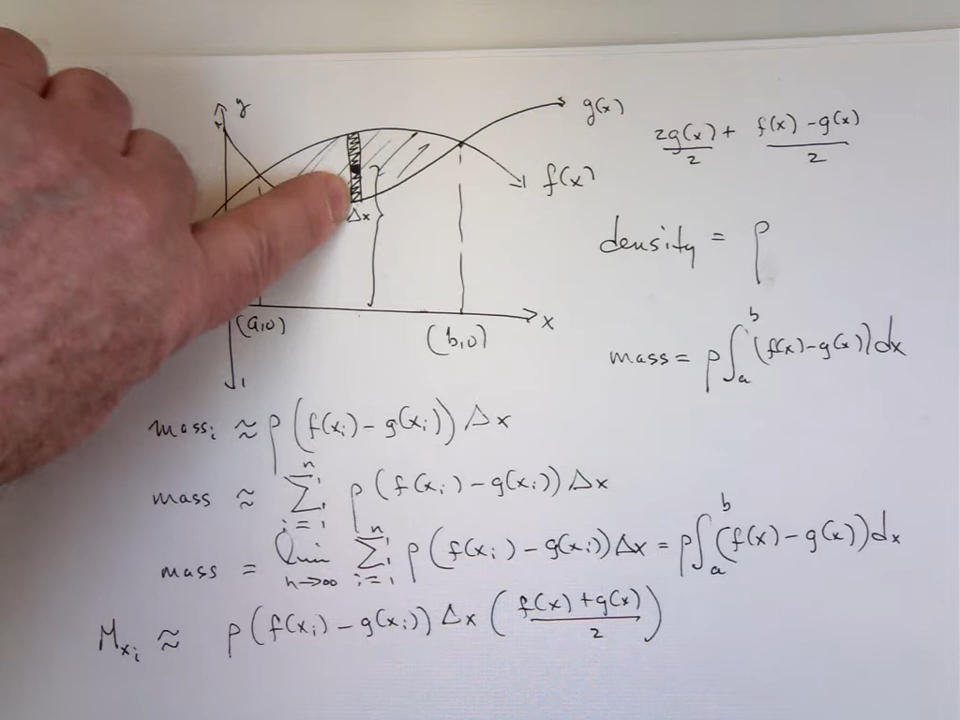 y
g(x)
f(x)
Δx
x
(a,0)
(b,0)
2g(x)/2 + f(x) - g(x)/2
density = ρ
mass = ρ∫_a^b (f(x)-g(x))dx
mass_i ≈ ρ(f(x_i) - g(x_i)) Δx
mass ≈ Σ_{i=1}^n ρ(f(x_i) - g(x_i)) Δx
mass = lim_{n→∞} Σ_{i=1}^n ρ(f(x_i) - g(x_i)) Δx = ρ∫_a^b (f(x) - g(x))dx
M_{x_i} ≈ ρ(f(x_i) - g(x_i)) Δx (f(x) + g(x)/2)